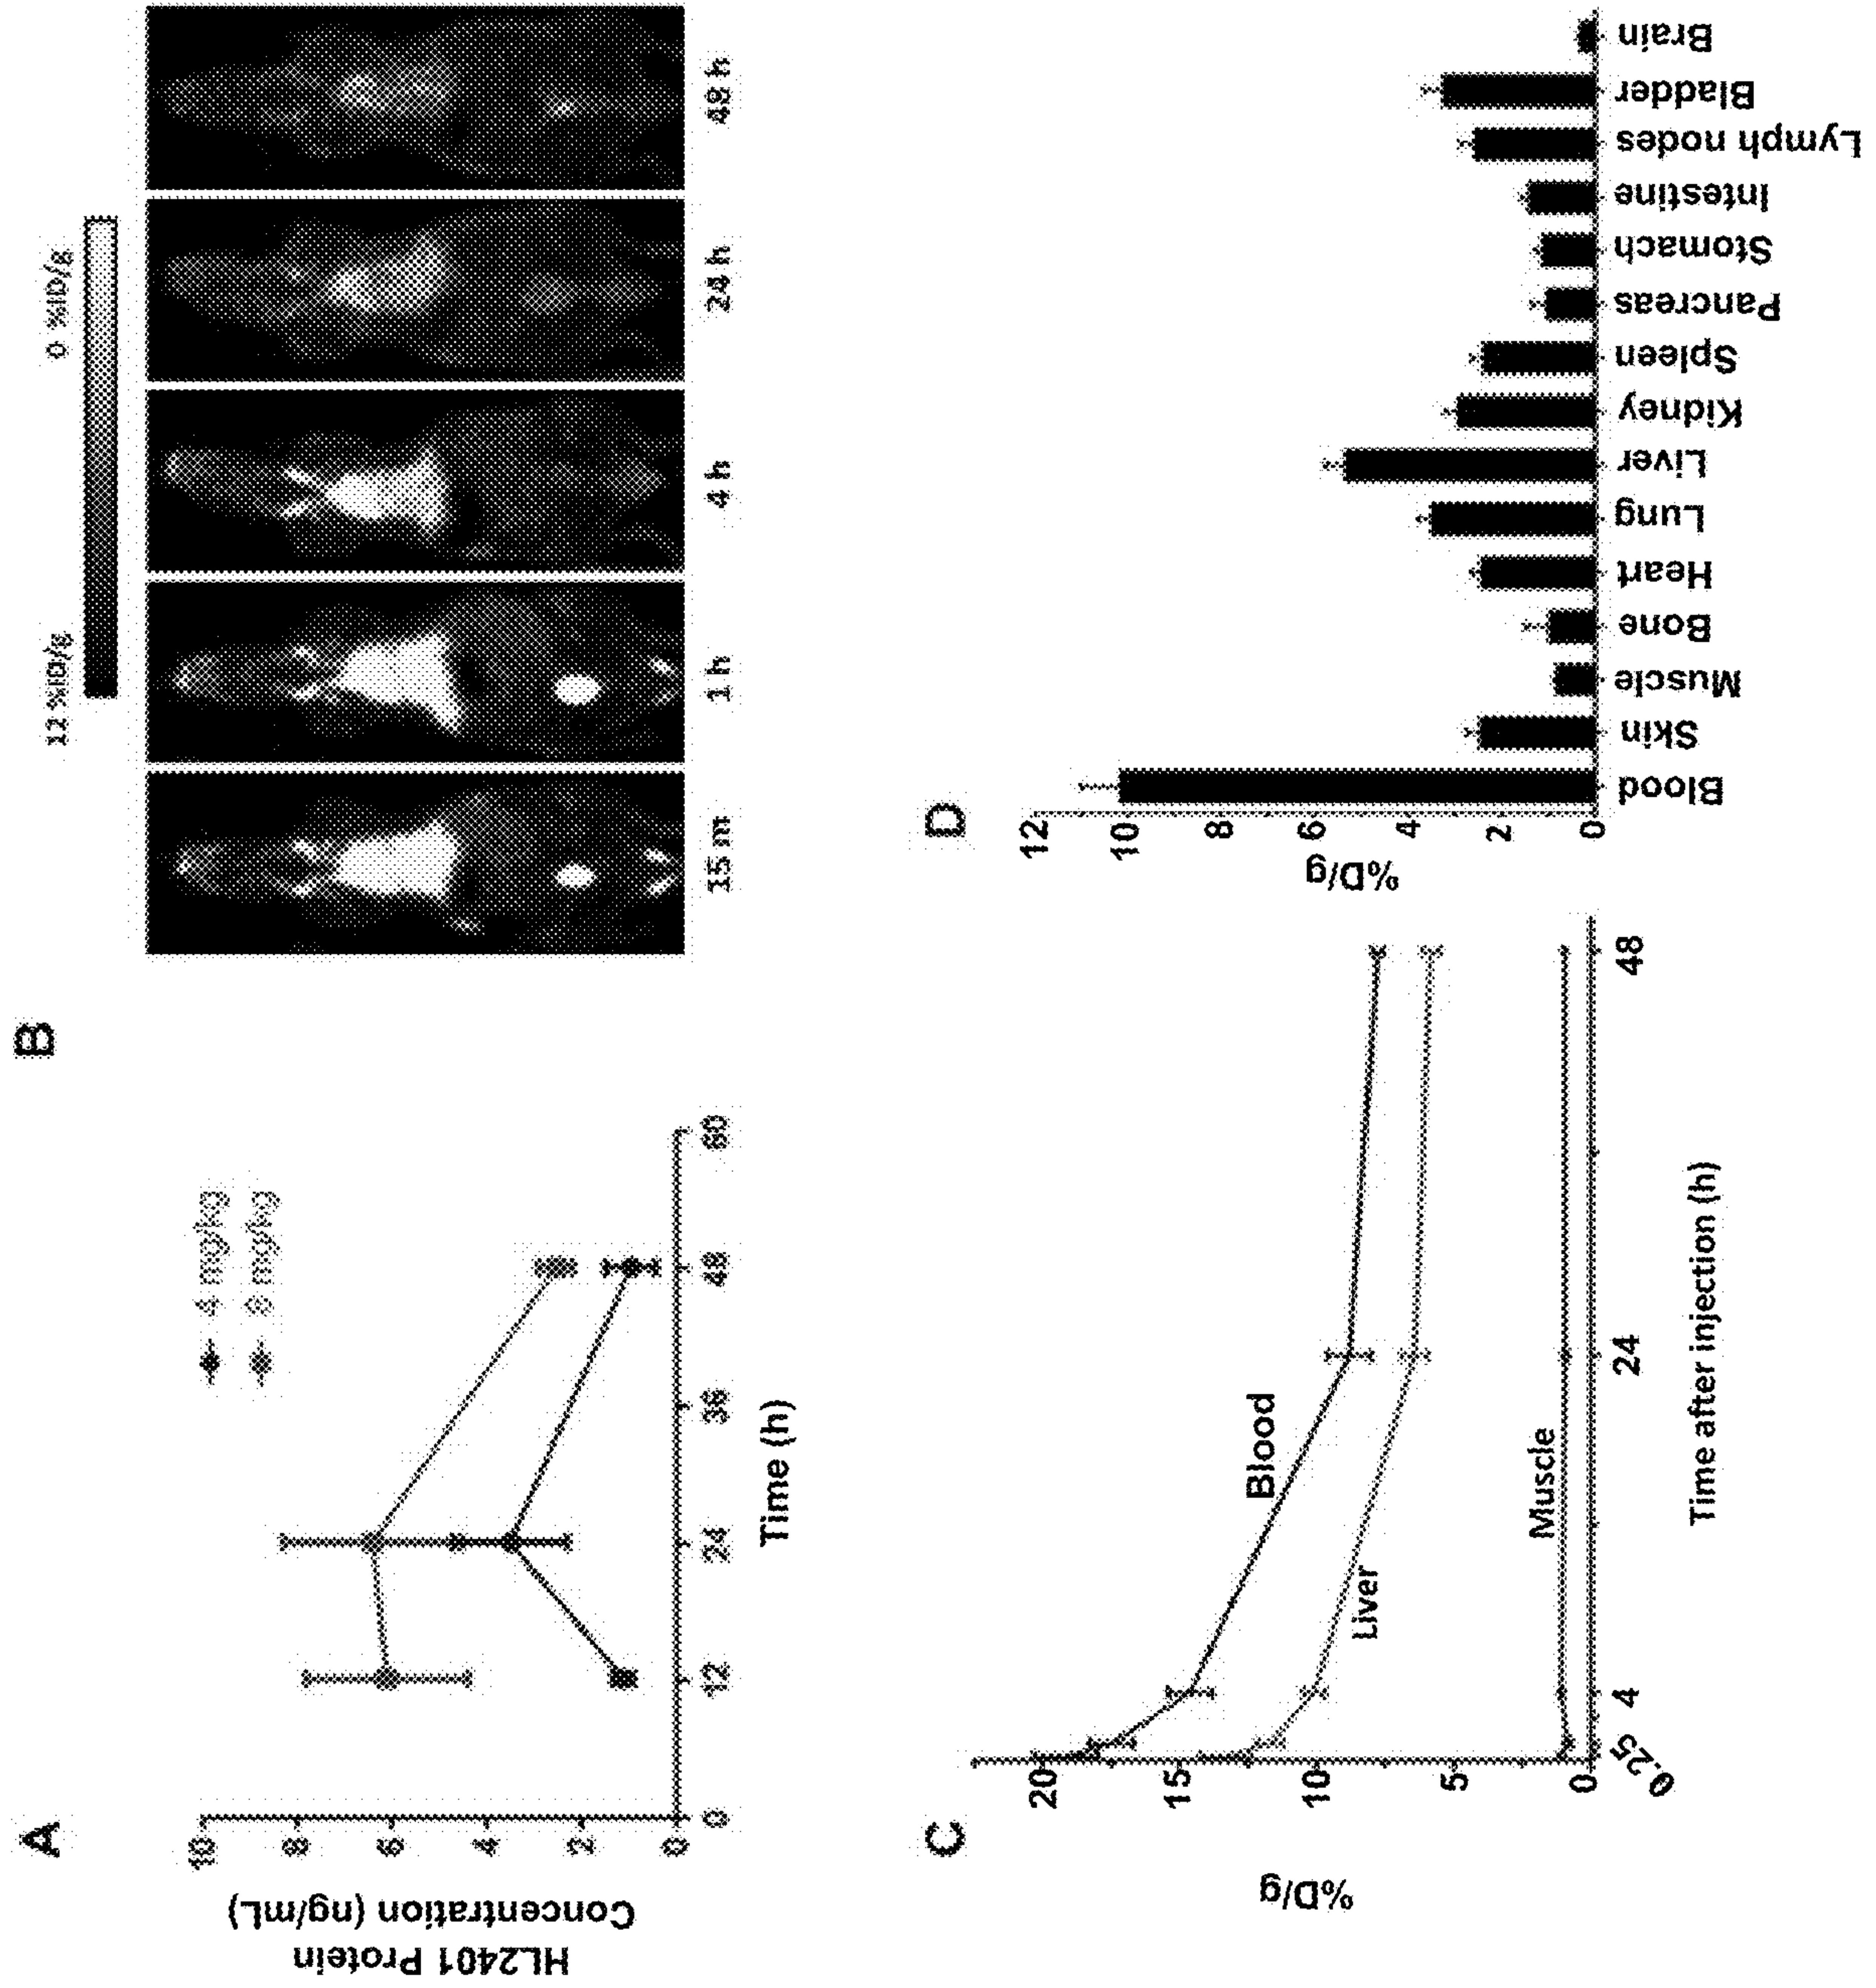 A
HL2401 Protein
Concentration (ng/mL)
10
8
6
4
2
0
0
12
24
36
48
60
Time (h)
4 mg/kg
8 mg/kg
B
12 %ID/g
0 %ID/g
15 m
1 h
4 h
24 h
48 h
C
%D/g
20
15
10
5
0
0.25
4
24
48
Blood
Liver
Muscle
Time after injection (h)
D
%D/g
12
10
8
6
4
2
0
Blood
Skin
Muscle
Bone
Heart
Lung
Liver
Kidney
Spleen
Pancreas
Stomach
Intestine
Lymph nodes
Bladder
Brain